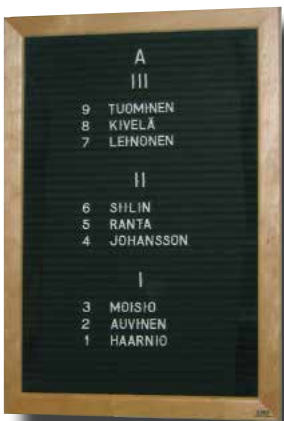 A
III
9 TUOMINEN
8 KIVELÄ
7 LEINONEN
II
6 SIILIN
5 RANTA
4 JOHANSSON
I
3 MOISIO
2 AUVINEN
1 HAARNIO